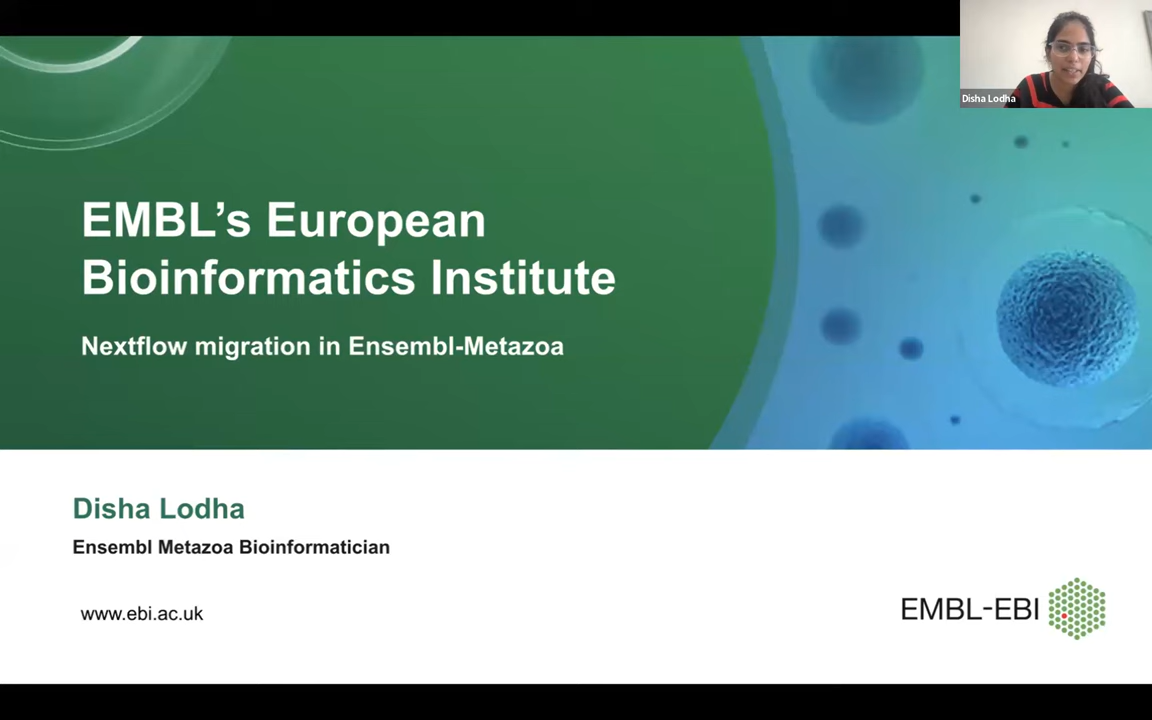 Disha Lodha
EMBL’s European
Bioinformatics Institute
Nextflow migration in Ensembl-Metazoa
Disha Lodha
Ensembl Metazoa Bioinformatician
www.ebi.ac.uk
EMBL-EBI